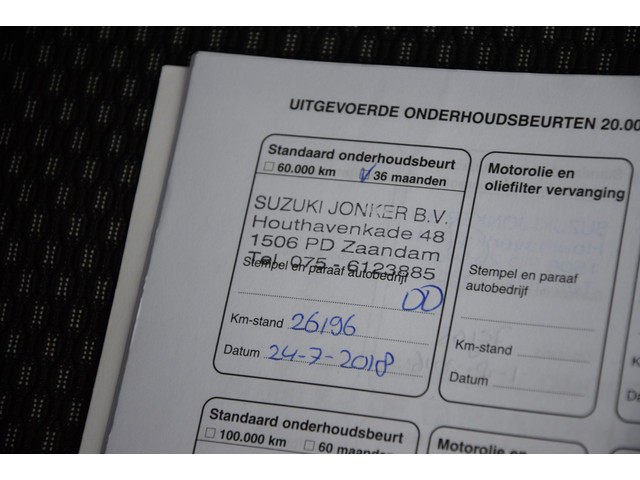 UITGEVOERDE ONDERHOUDSBEURTEN 20.00
Standaard onderhoudsbeurt
60.000 km 36 maanden
SUZUKI JONKER B.V.
Houthavenkade 48
1506 PD Zaandam
Tel. 075 - 6123885
Stempel en paraaf autobedrijf
DD
Km-stand 26196
Datum 24-7-2018
Motorolie en
oliefilter vervanging
Stempel en paraaf
autobedrijf
Km-stand
Datum
Standaard onderhoudsbeurt
100.000 km 60 maanden
Motorolie en